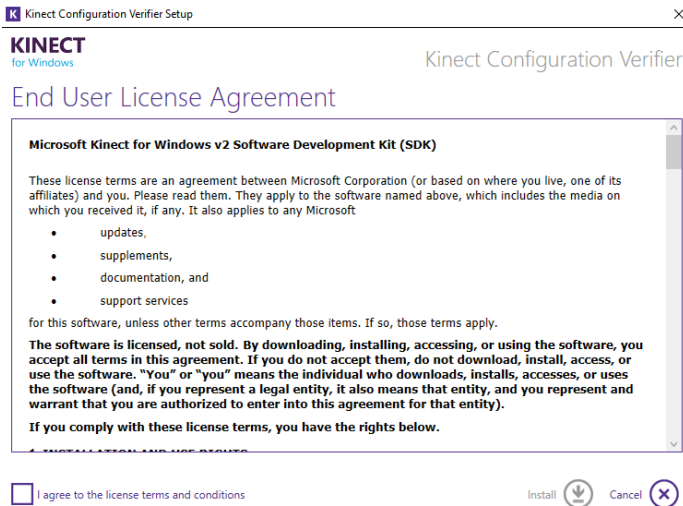 K Kinect Configuration Verifier Setup
KINECT
for Windows
Kinect Configuration Verifier
End User License Agreement
Microsoft Kinect for Windows v2 Software Development Kit (SDK)
These license terms are an agreement between Microsoft Corporation (or based on where you live, one of its
affiliates) and you. Please read them. They apply to the software named above, which includes the media on
which you received it, if any. It also applies to any Microsoft
• updates,
• supplements,
• documentation, and
• support services
for this software, unless other terms accompany those items. If so, those terms apply.
The software is licensed, not sold. By downloading, installing, accessing, or using the software, you
accept all terms in this agreement. If you do not accept them, do not download, install, access, or
use the software. “You” or “you” means the individual who downloads, installs, accesses, or uses
the software (and, if you represent a legal entity, it also means that entity, and you represent and
warrant that you are authorized to enter into this agreement for that entity).
If you comply with these license terms, you have the rights below.
1. INSTALLATION AND USE RIGHTS
I agree to the license terms and conditions
Install
Cancel